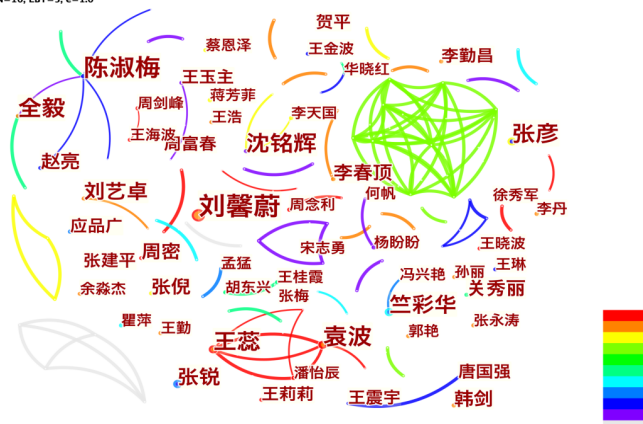 贺平
蔡恩泽
王金波
李勤昌
陈淑梅
华晓红
王玉主
蒋芳菲
全毅
周剑峰
王浩
李天国
王海波
周富春
沈铭辉
张彦
赵亮
李春顶
刘艺卓
何帆
徐秀军
刘馨蔚
周念利
李丹
应品广
宋志勇
杨盼盼
王晓波
周密
张建平
孟猛
冯兴艳
孙丽
王琳
余淼杰
张倪
胡东兴
王桂霞
张梅
关秀丽
竺彩华
瞿萍
王勤
郭艳
张永涛
王蕊
袁波
张锐
潘怡辰
唐国强
王莉莉
王震宇
韩剑